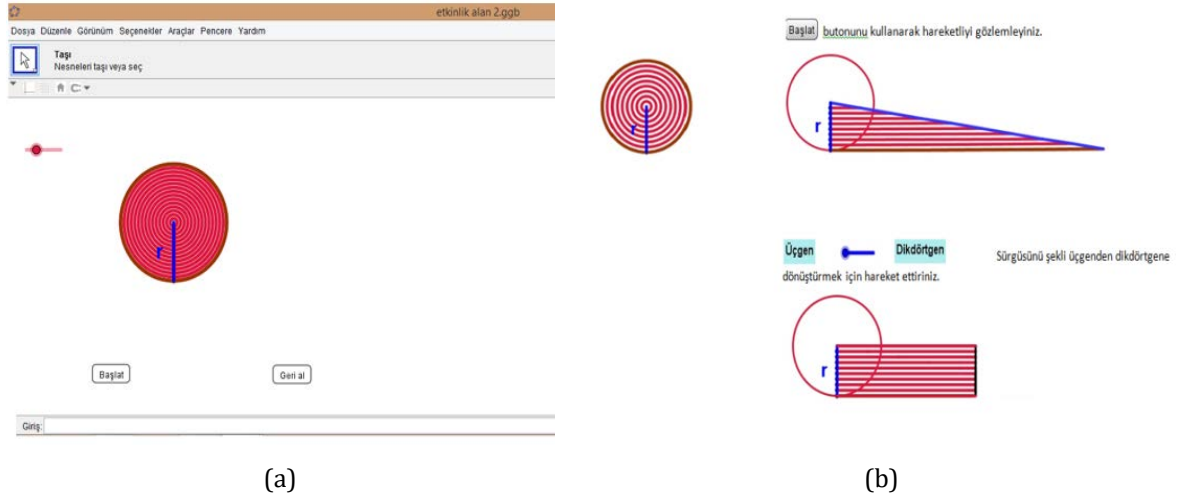 etkinlik alan 2.ggb
Dosya Düzenle Görünüm Seçenekler Araçlar Pencere Yardım
Taşı
Nesneleri taşı veya seç
r
Başlat
Geri al
Giriş:
(a)
Başlat butonunu kullanarak hareketliyi gözlemleyiniz.
r
r
Üçgen Dikdörtgen Sürgüsünü şekli üçgenden dikdörtgene
dönüştürmek için hareket ettiriniz.
r
(b)